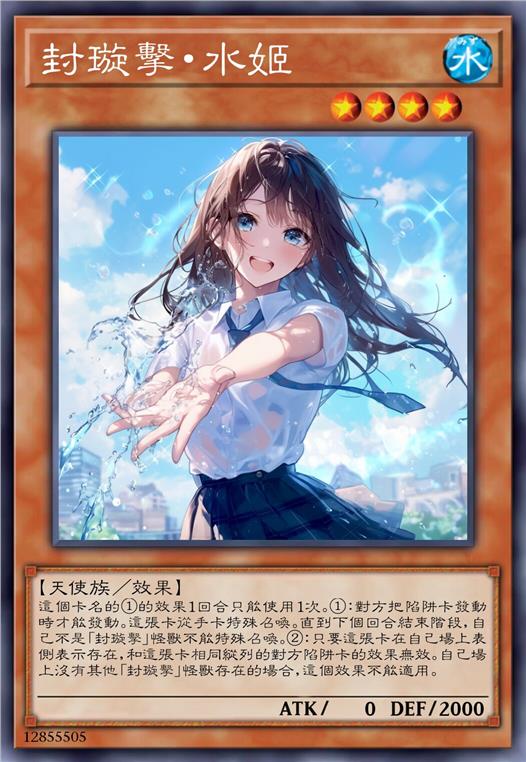 封璇擊・水姬
みず
水
【天使族／效果】
這個卡名的①的效果1回合只能使用1次。①：對方把陷阱卡發動
時才能發動。這張卡從手卡特殊召喚。直到下個回合結束階段，自
己不是「封璇擊」怪獸不能特殊召喚。②：只要這張卡在自己場上表
側表示存在，和這張卡相同縱列的對方陷阱卡的效果無效。自己場
上沒有其他「封璇擊」怪獸存在的場合，這個效果不能適用。
ATK/ 0 DEF/2000
12855505